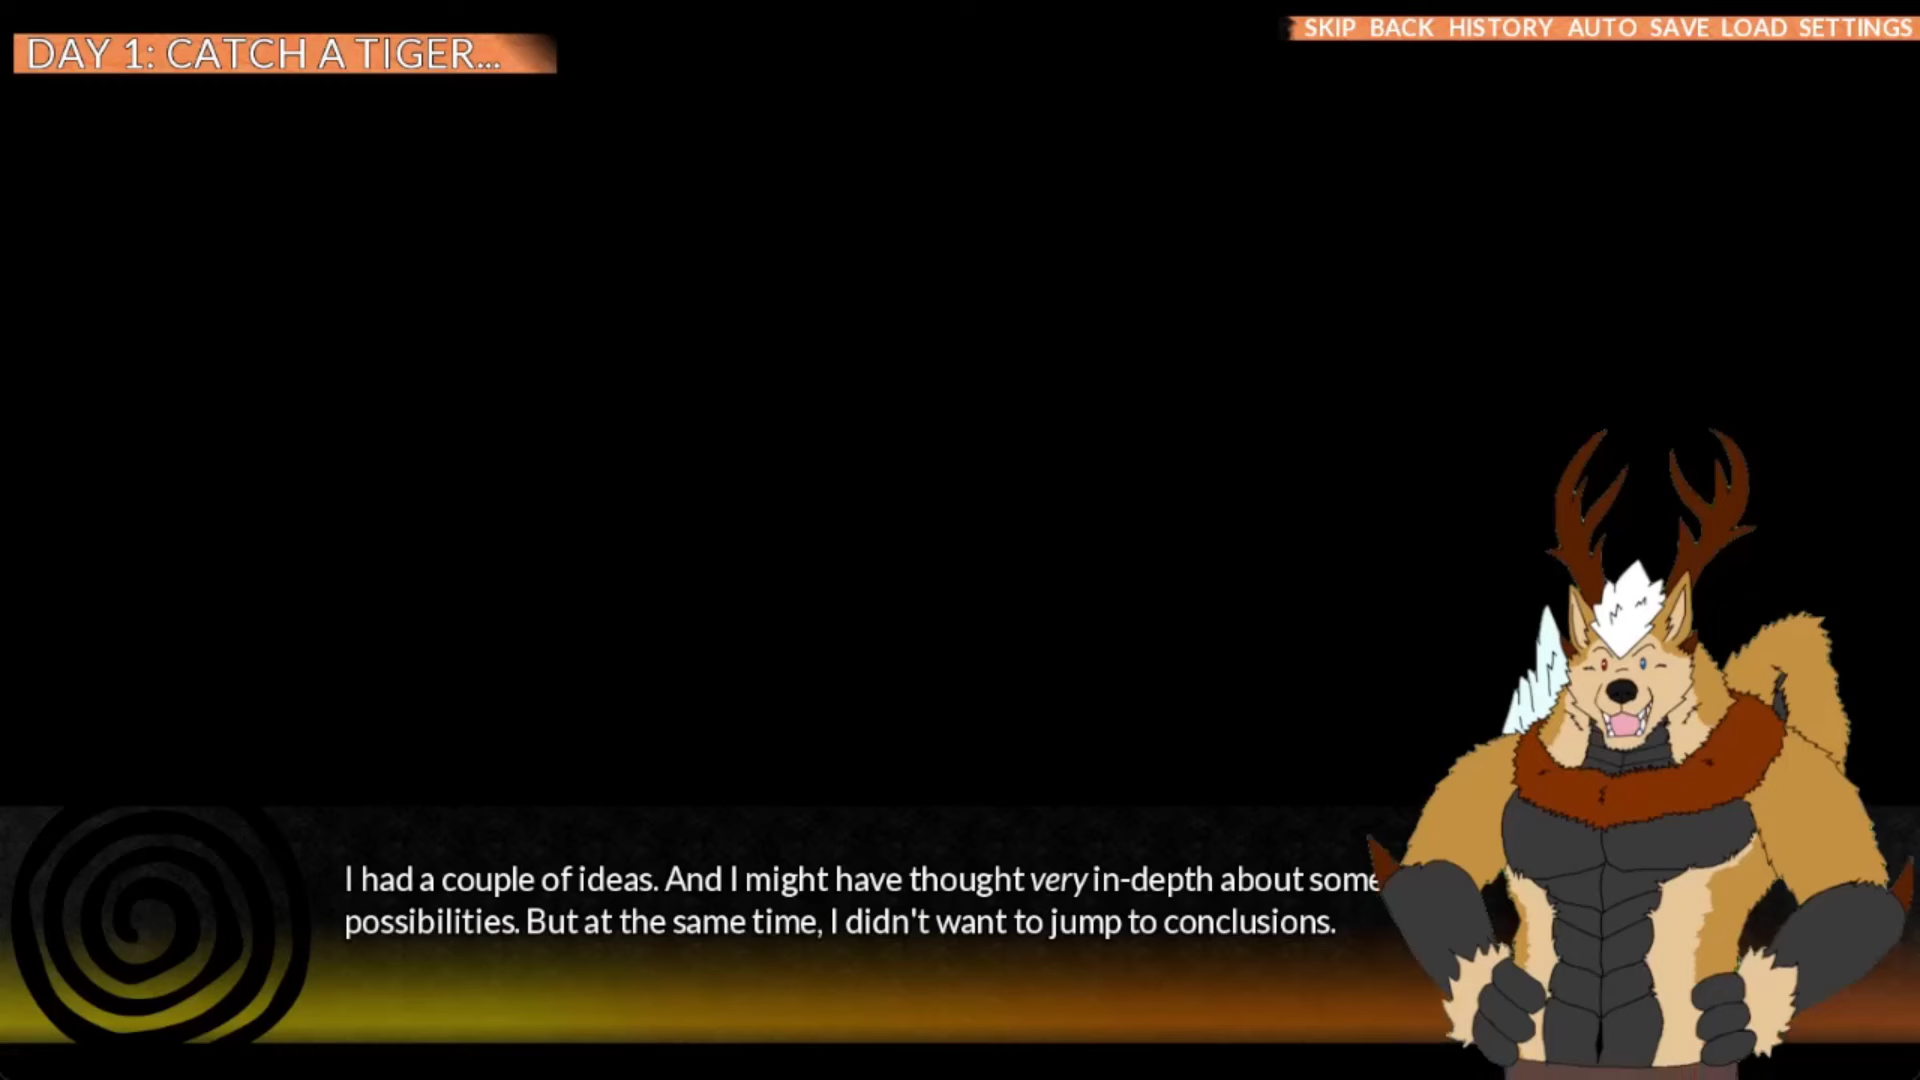 DAY 1: CATCH A TIGER...
SKIP BACK HISTORY AUTO SAVE LOAD SETTINGS
I had a couple of ideas. And I might have thought very in-depth about some
possibilities. But at the same time, I didn't want to jump to conclusions.